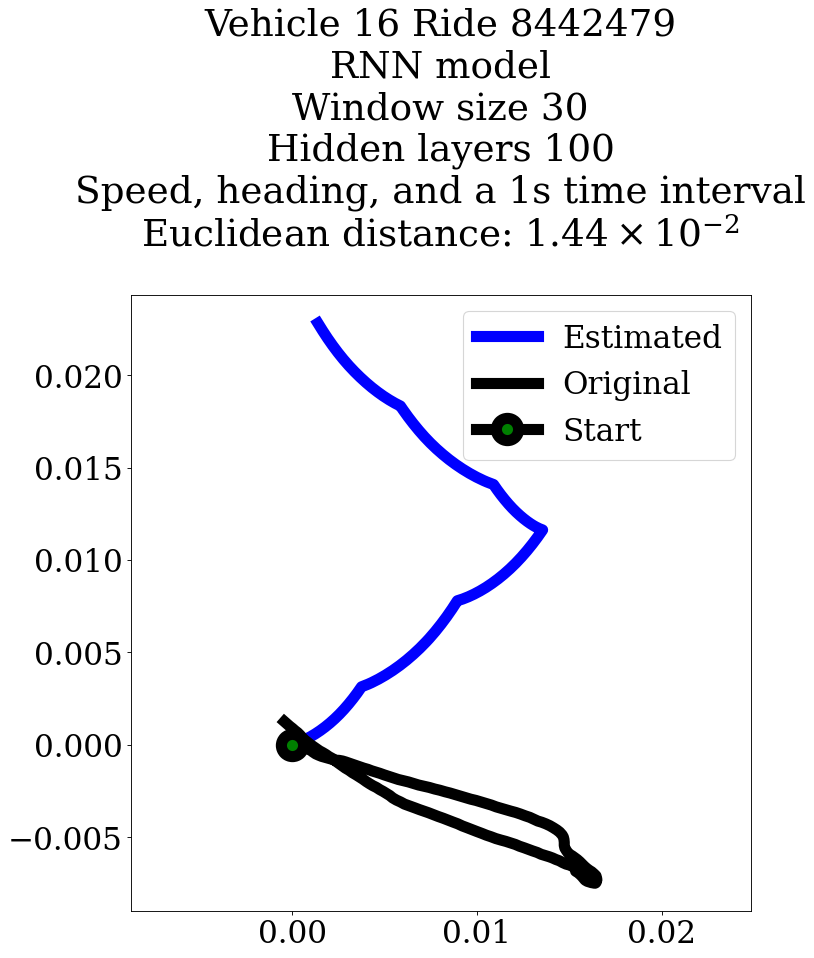 Vehicle 16 Ride 8442479
RNN model
Window size 30
Hidden layers 100
Speed, heading, and a 1s time interval
Euclidean distance: 1.44 × 10⁻²
Estimated
Original
Start
0.020
0.015
0.010
0.005
0.000
−0.005
0.00 0.01 0.02